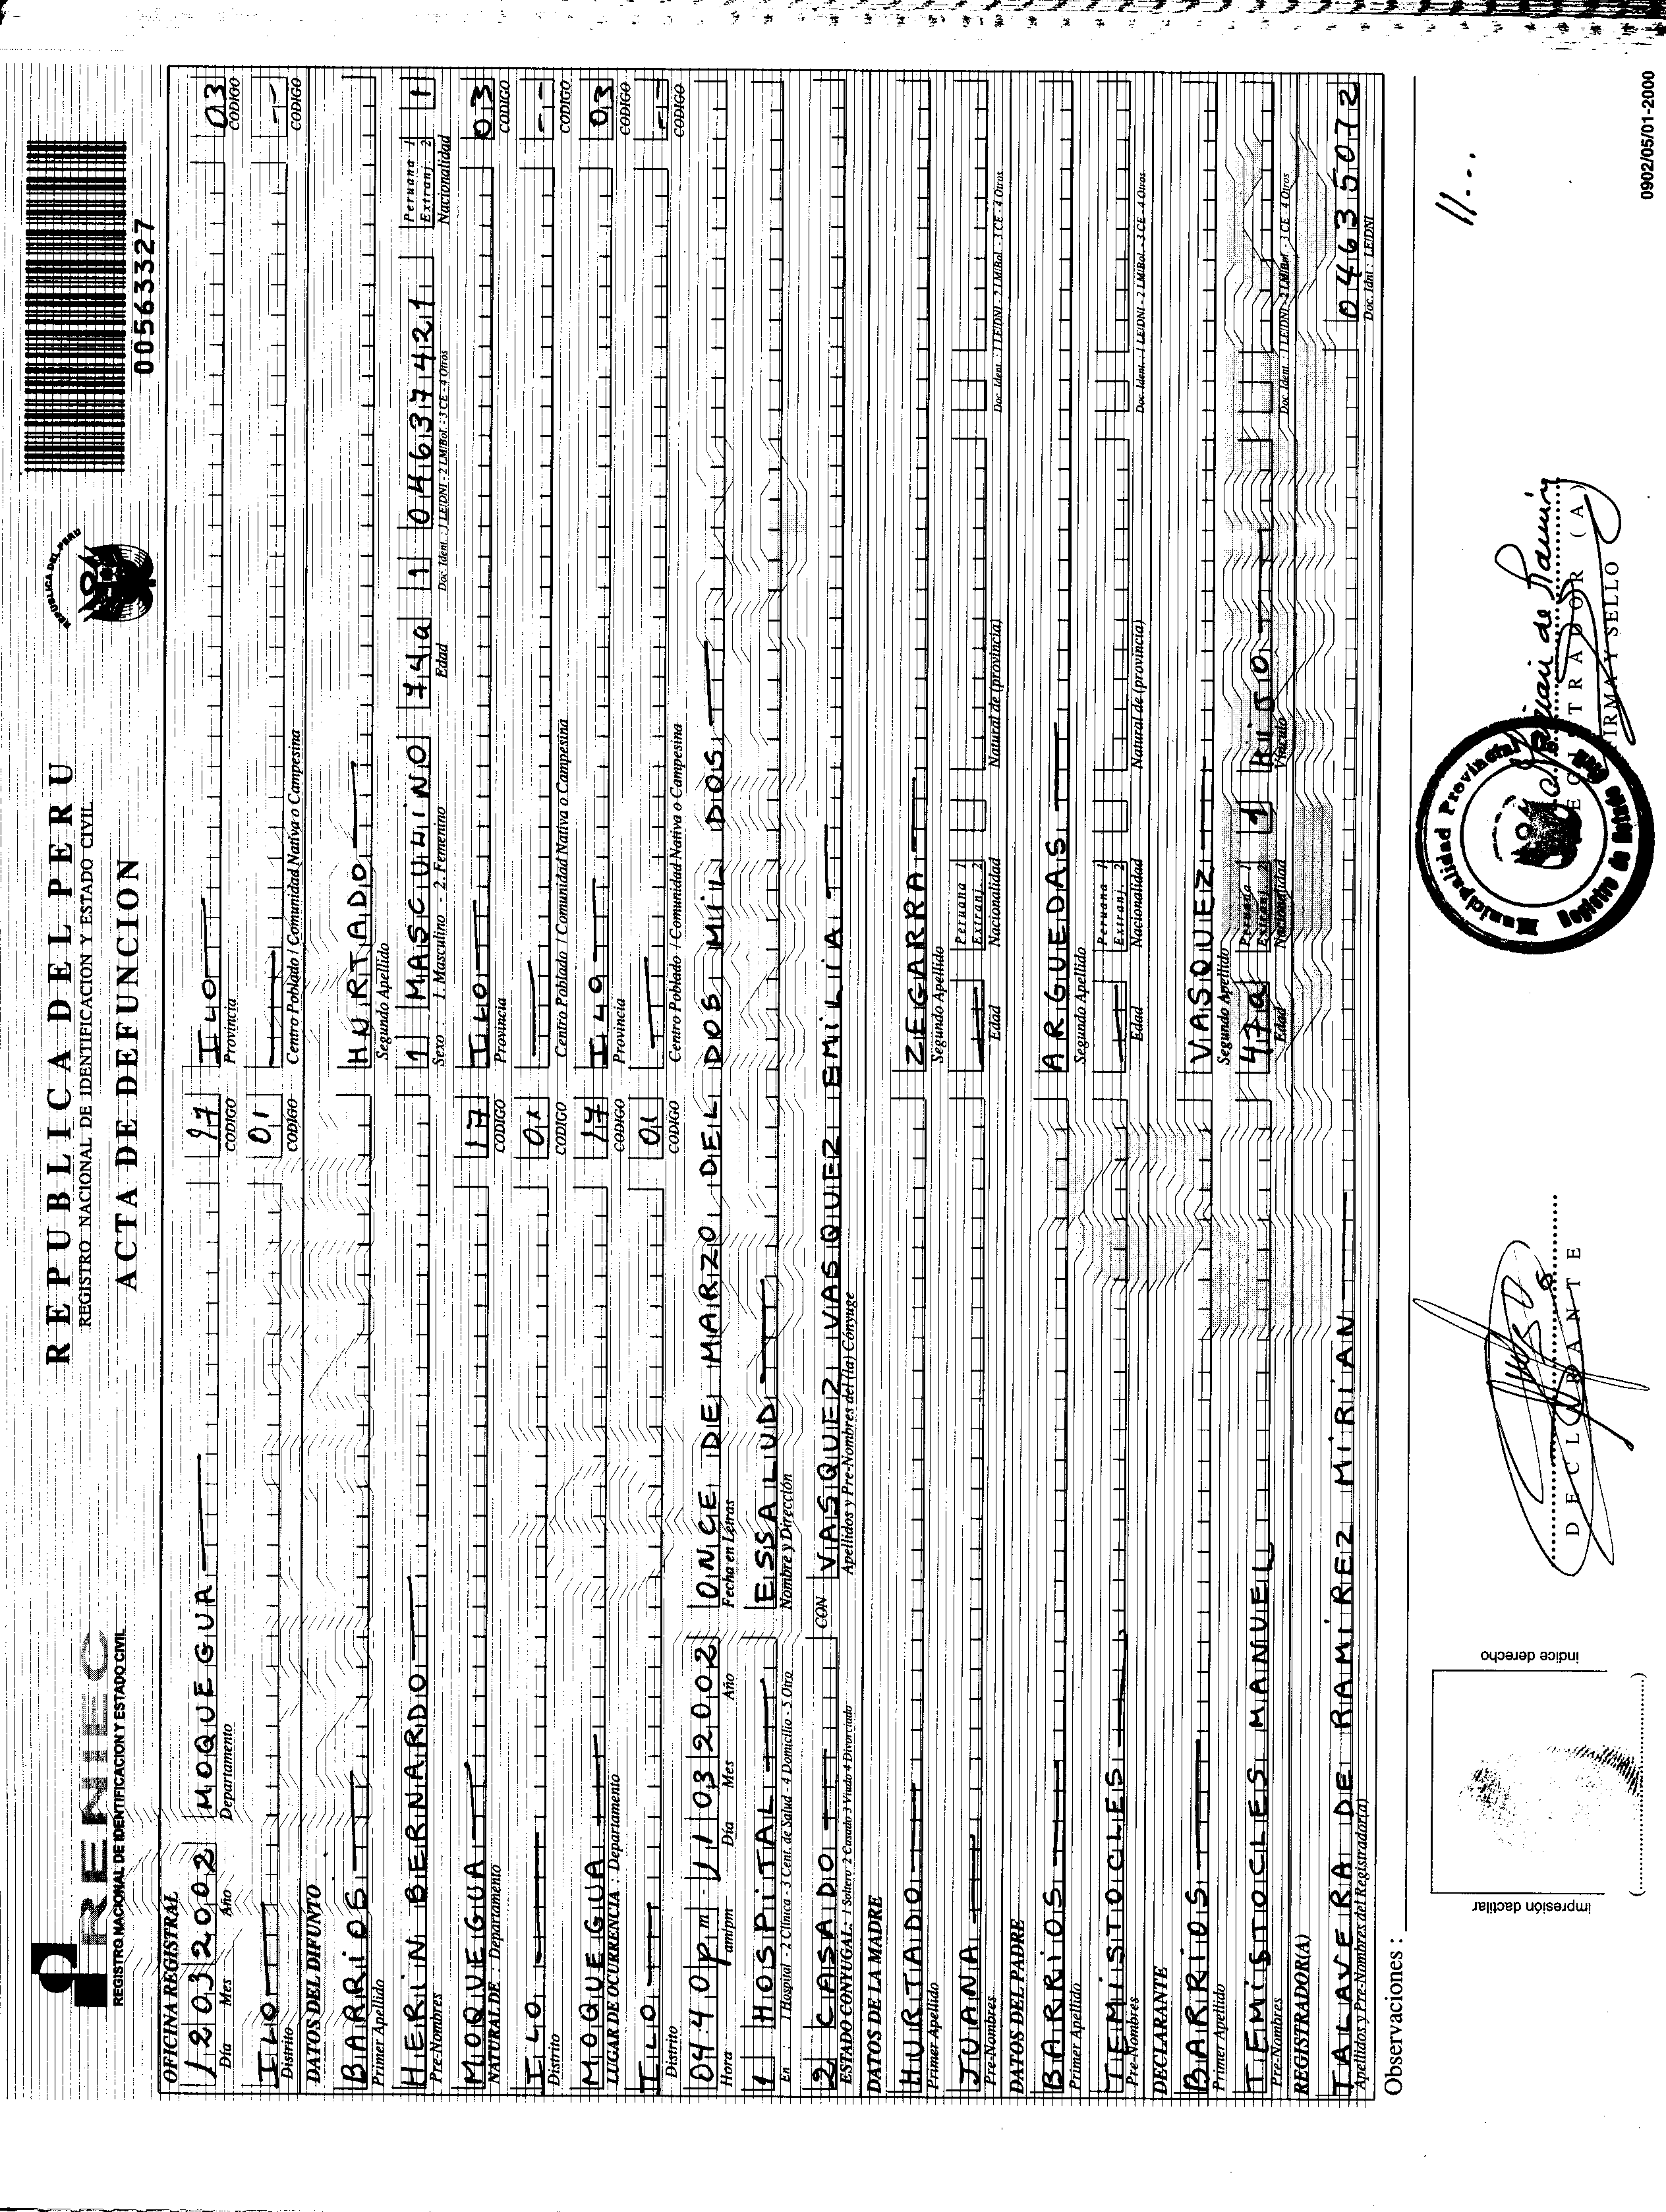 RENIEC
REGISTRO NACIONAL DE IDENTIFICACION Y ESTADO CIVIL
REPUBLICA DEL PERU
REGISTRO NACIONAL DE IDENTIFICACION Y ESTADO CIVIL
ACTA DE DEFUNCION
REPUBLICA DEL PERU
00563327
OFICINA REGISTRAL
12 03 2002 MOQUEGUA 17 ILO 03
Día Mes Año Departamento CODIGO Provincia CODIGO
ILO 01 --
Distrito CODIGO Centro Poblado / Comunidad Nativa o Campesina CODIGO
DATOS DEL DIFUNTO
BARRIOS HURTADO
Primer Apellido Segundo Apellido
HERLIN BERNARDO 1 MASCULINO 74a 1 04637421 Peruana 1 Extranj. 2 1
Pre-Nombres Sexo : 1. Masculino - 2. Femenino Edad Doc. Ident. : 1 LE/DNI - 2 LM/Bol. - 3 CE - 4 Otros Nacionalidad
MOQUEGUA 17 ILO 03
NATURAL DE : Departamento CODIGO Provincia CODIGO
ILO 01 --
Distrito CODIGO Centro Poblado / Comunidad Nativa o Campesina CODIGO
MOQUEGUA 17 ILO 03
LUGAR DE OCURRENCIA : Departamento CODIGO Provincia CODIGO
ILO 01 --
Distrito CODIGO Centro Poblado / Comunidad Nativa o Campesina CODIGO
04:40 pm - 11 03 2002 ONCE DE MARZO DEL DOS MIL DOS
Hora am/pm Día Mes Año Fecha en Letras
1 HOSPITAL ESSALUD
En : 1 Hospital - 2 Clínica - 3 Cent. de Salud - 4 Domicilio - 5 Otro Nombre y Dirección
2 CASADO CON VASQUEZ VASQUEZ EMILIA
ESTADO CONYUGAL : 1 Soltero 2 Casado 3 Viudo 4 Divorciado Apellidos y Pre-Nombres del (la) Cónyuge
DATOS DE LA MADRE
HURTADO ZEGARRA
Primer Apellido Segundo Apellido
JUANA Peruana 1 Extranj. 2
Pre-Nombres Edad Nacionalidad Natural de (provincia) Doc. Ident. 1 LE/DNI - 2 LM/Bol. - 3 CE - 4 Otros
DATOS DEL PADRE
BARRIOS ARGUEDAS
Primer Apellido Segundo Apellido
TEMISTOCLES Peruana 1 Extranj. 2
Pre-Nombres Edad Nacionalidad Natural de (provincia) Doc. Ident. 1 LE/DNI - 2 LM/Bol. - 3 CE - 4 Otros
DECLARANTE
BARRIOS VASQUEZ
Primer Apellido Segundo Apellido
TEMISTOCLES MANUEL 47a Peruana 1 Extranj. 2 1 HIJO
Pre-Nombres Edad Nacionalidad Vínculo Doc. Ident. 1 LE/DNI - 2 LM/Bol. - 3 CE - 4 Otros
REGISTRADOR(A)
TALAVERA DE RAMIREZ MIRIAN 04635072
Apellidos y Pre-Nombres del Registrador(a) Doc. Idnt : LE/DNI
Observaciones :
11...
impresión dactilar
índice derecho
DECLARANTE
Municipalidad Provincial
Registro de Estado Civil
de Ramirez
REGISTRADOR (A)
FIRMA Y SELLO
0902/05/01-2000